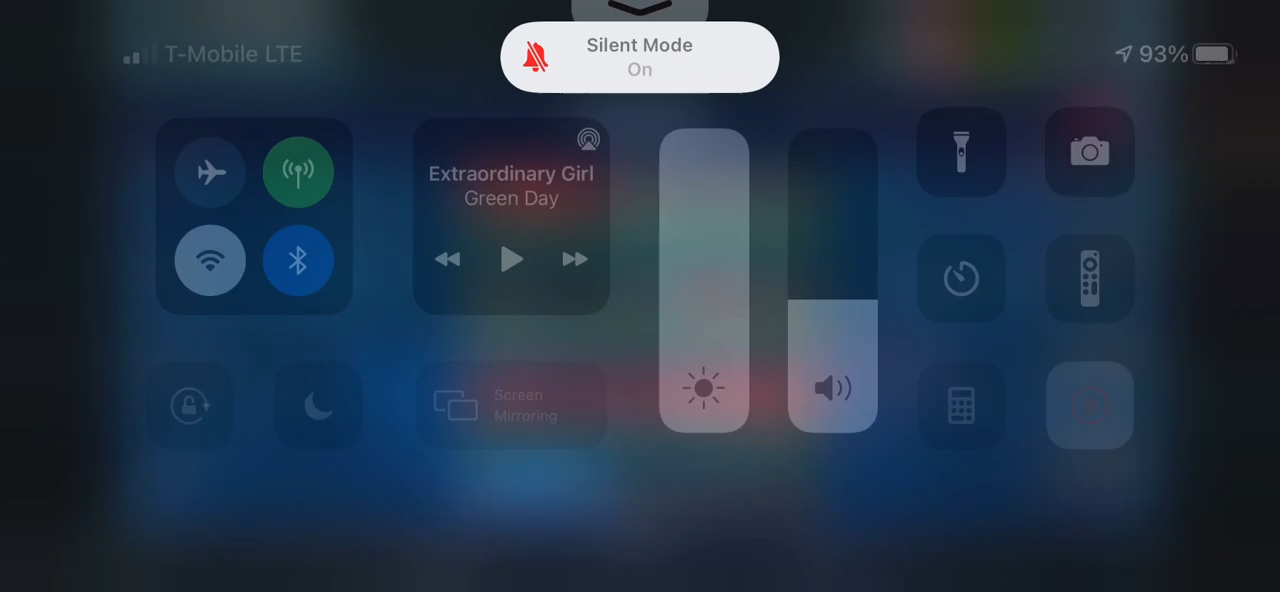 Silent Mode
On
T-Mobile LTE
93%
Extraordinary Girl
Green Day
Screen
Mirroring